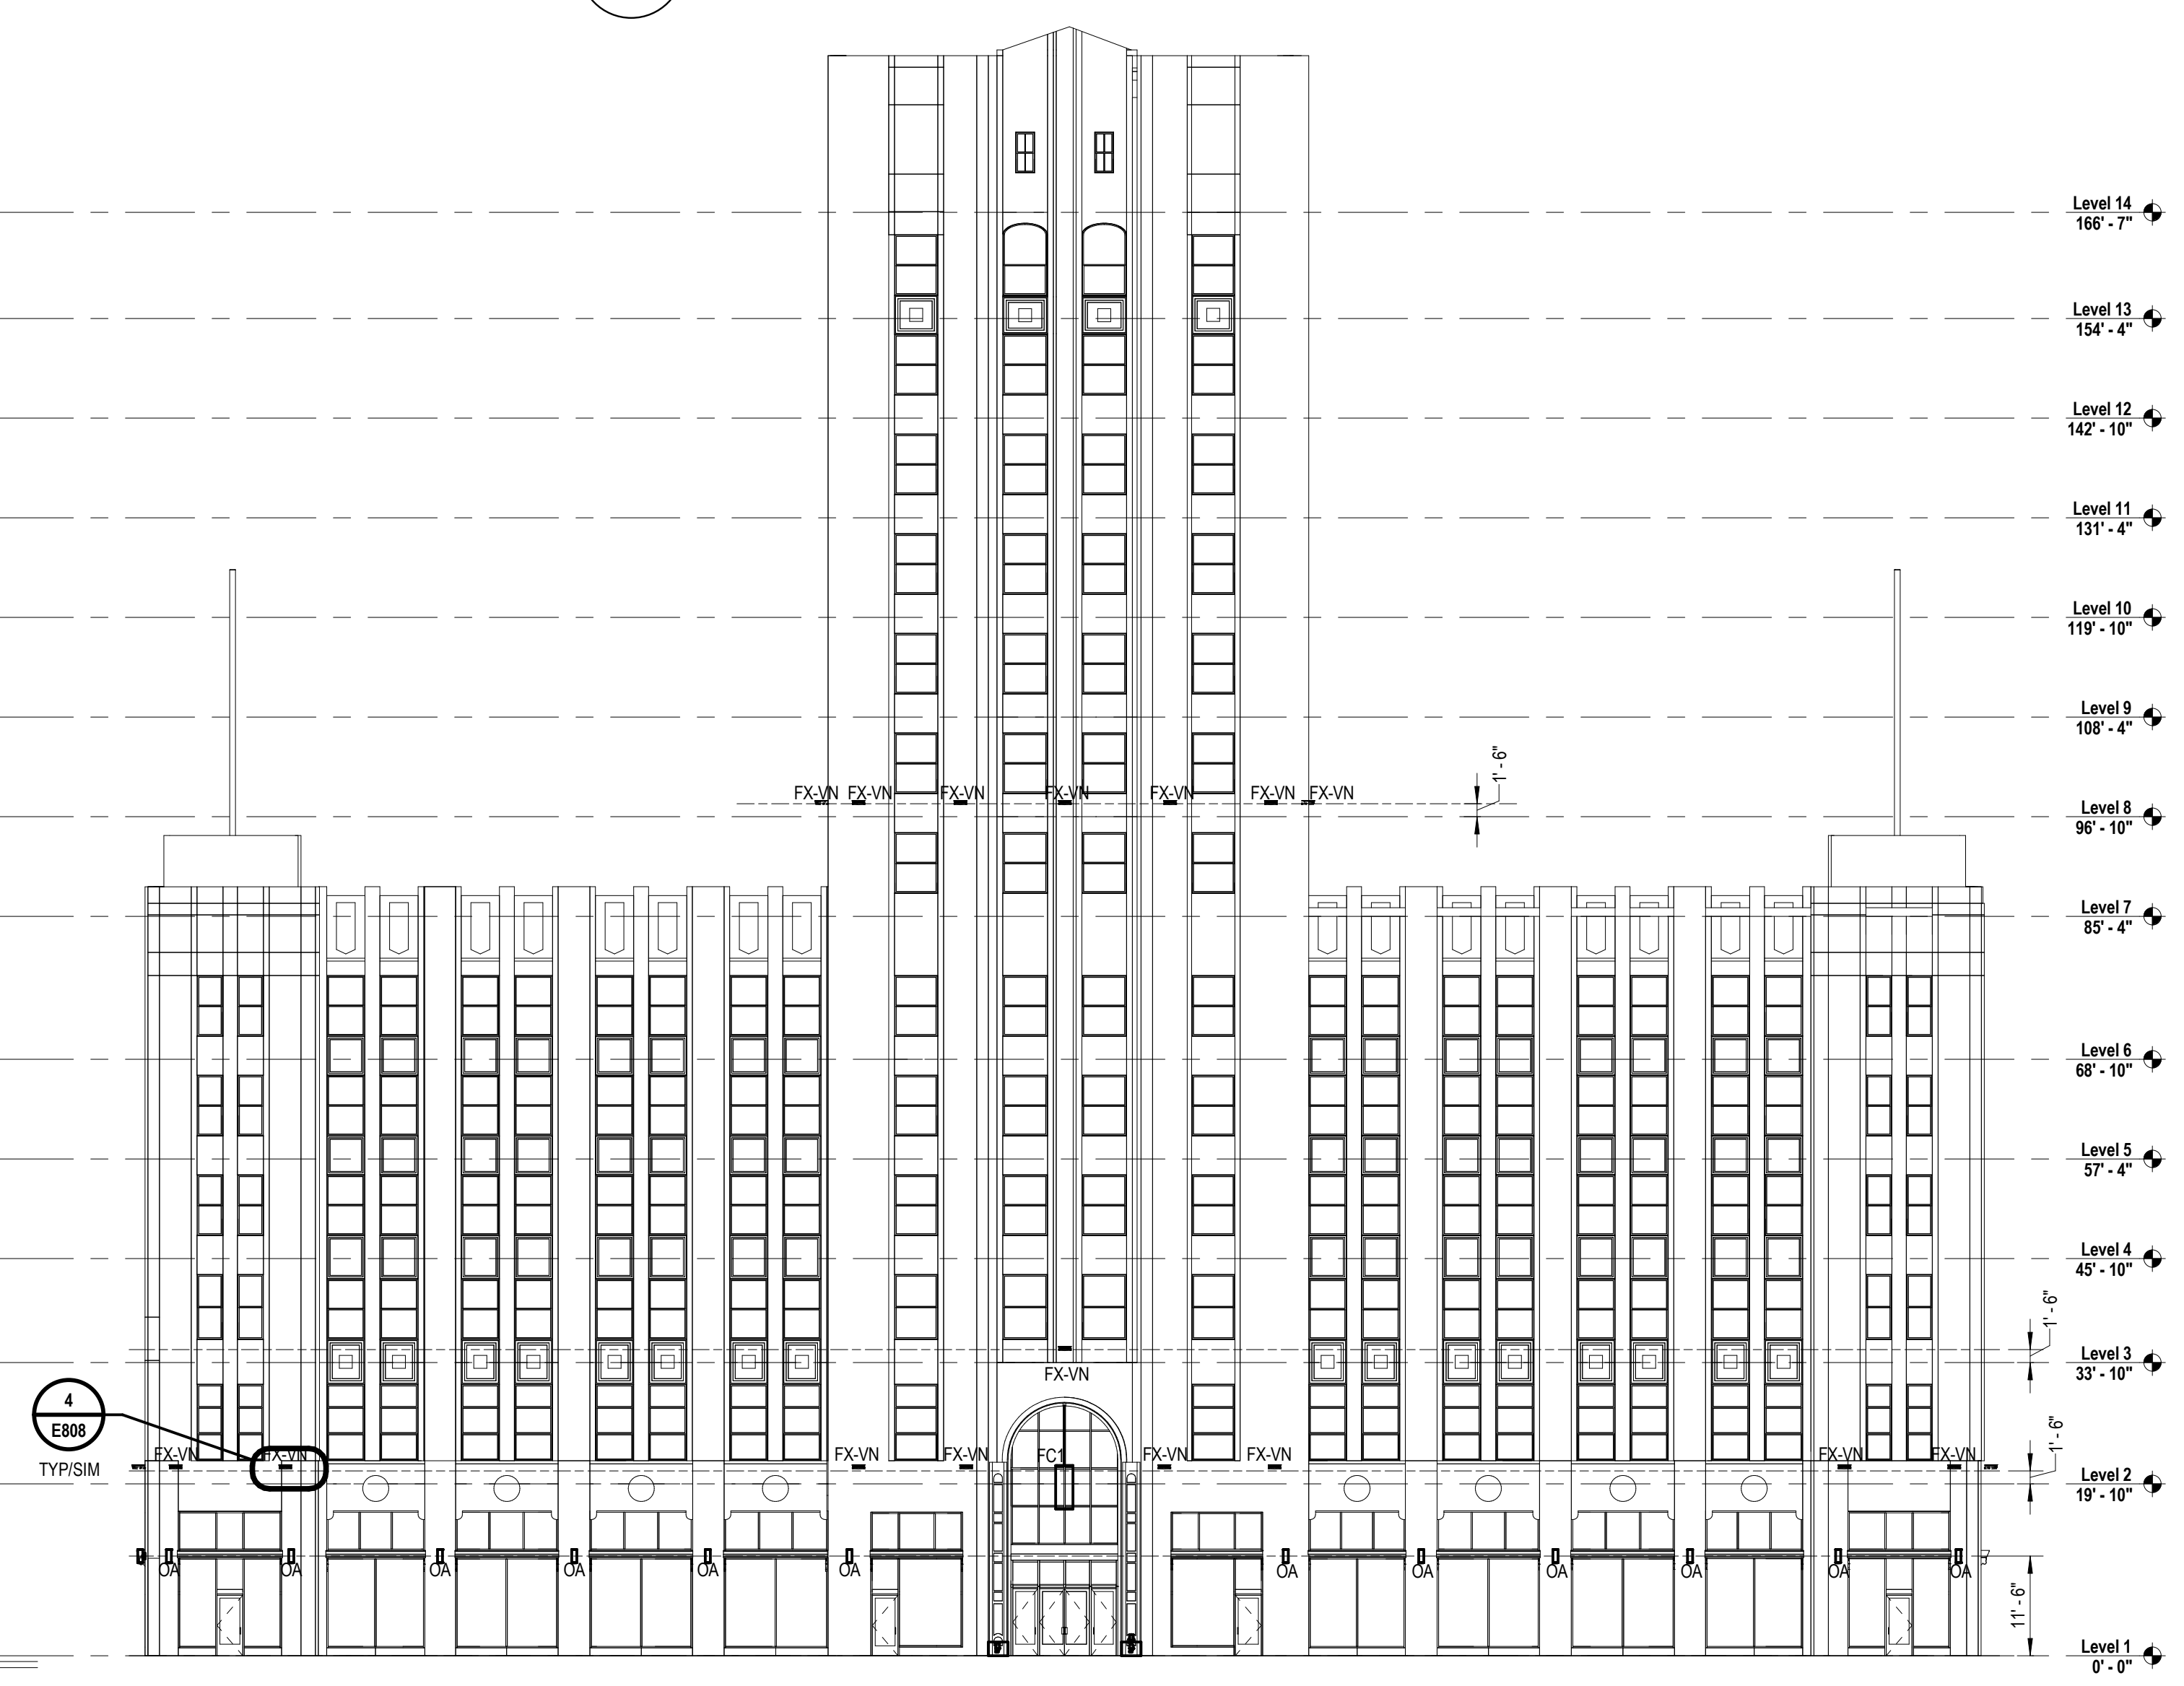 Level 14
166' - 7"
Level 13
154' - 4"
Level 12
142' - 10"
Level 11
131' - 4"
Level 10
119' - 10"
Level 9
108' - 4"
1' - 6"
FX-VN FX-VN FX-VN FX-VN FX-VN FX-VN FX-VN
Level 8
96' - 10"
Level 7
85' - 4"
Level 6
68' - 10"
Level 5
57' - 4"
Level 4
45' - 10"
1' - 6"
Level 3
33' - 10"
FX-VN
4
E808
TYP/SIM
1' - 6"
FX-VN FX-VN FX-VN FX-VN FC1 FX-VN FX-VN FX-VN FX-VN
Level 2
19' - 10"
OA OA OA OA OA OA OA OA OA OA OA OA
11' - 6"
Level 1
0' - 0"